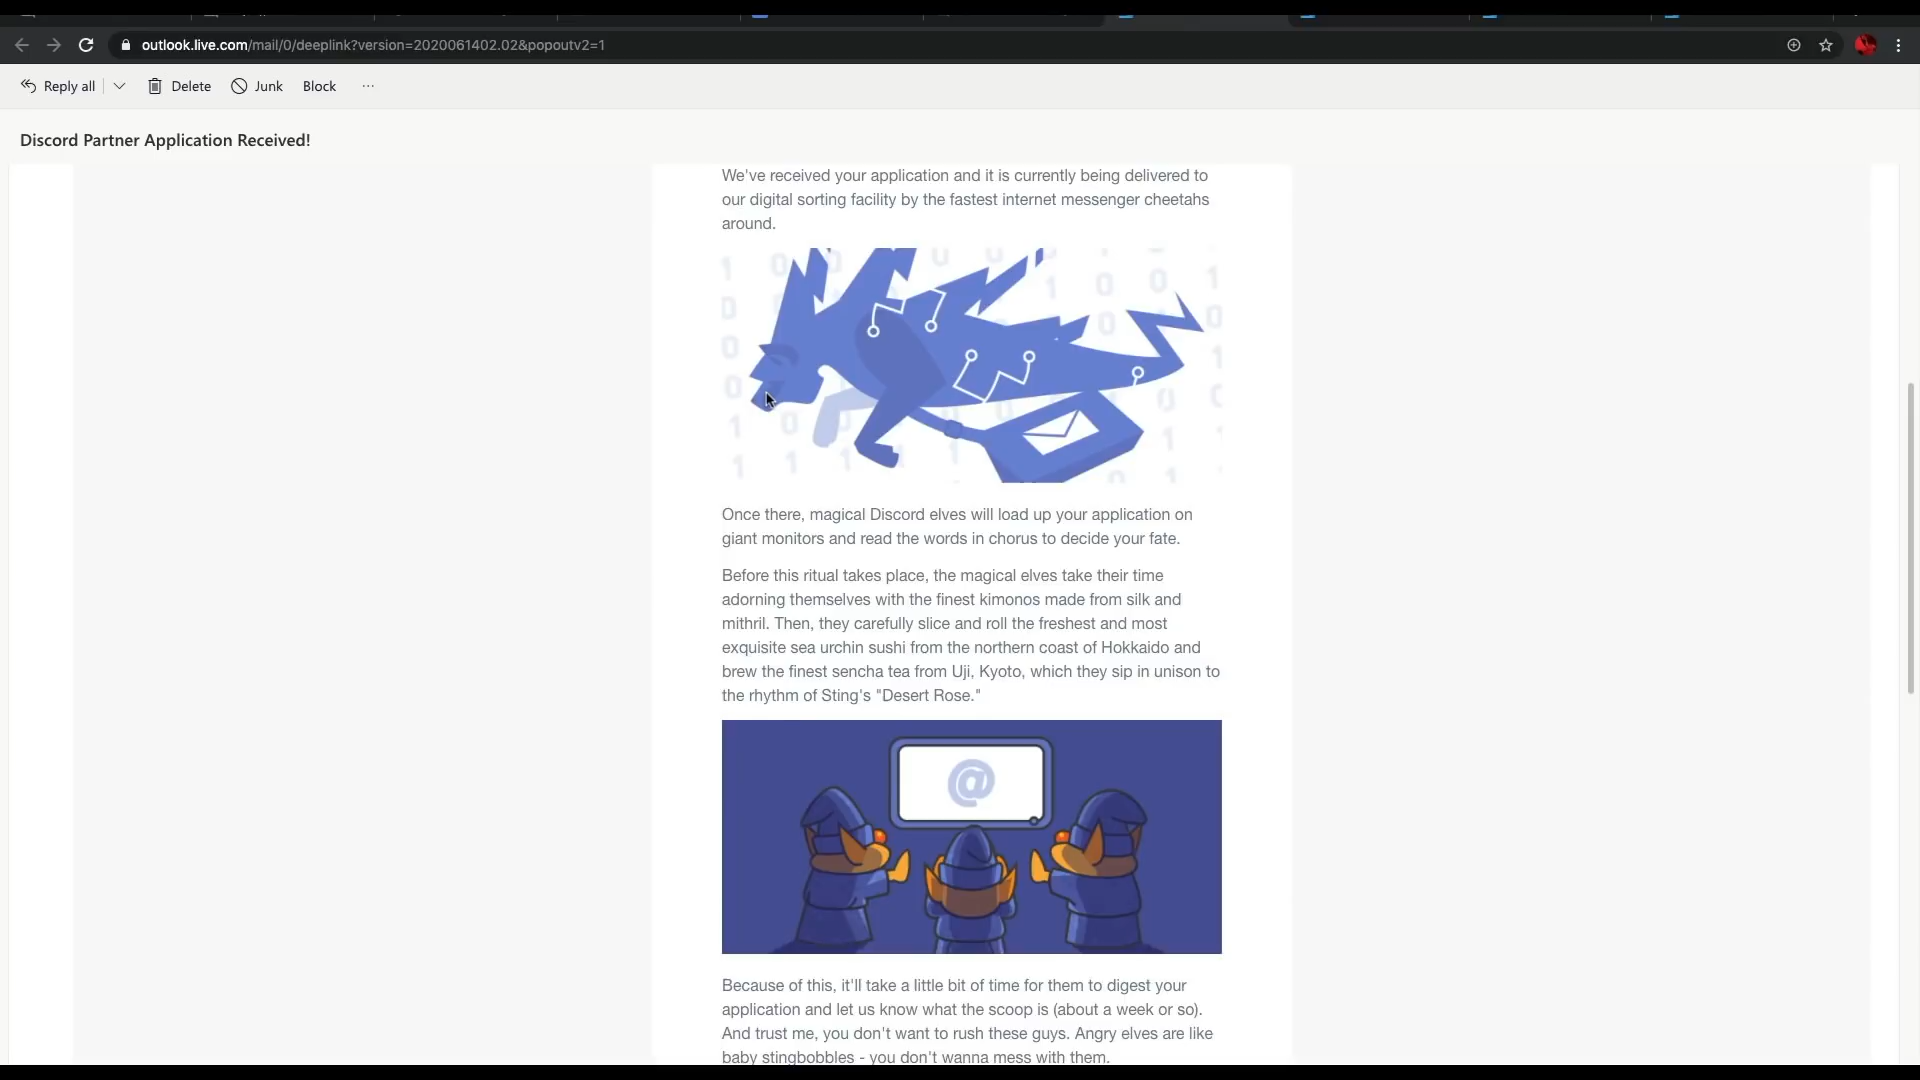 outlook.live.com/mail/0/deeplink?version=2020061402.02&popoutv2=1
Reply all
Delete
Junk
Block
Discord Partner Application Received!
We've received your application and it is currently being delivered to
our digital sorting facility by the fastest internet messenger cheetahs
around.
Once there, magical Discord elves will load up your application on
giant monitors and read the words in chorus to decide your fate.
Before this ritual takes place, the magical elves take their time
adorning themselves with the finest kimonos made from silk and
mithril. Then, they carefully slice and roll the freshest and most
exquisite sea urchin sushi from the northern coast of Hokkaido and
brew the finest sencha tea from Uji, Kyoto, which they sip in unison to
the rhythm of Sting's "Desert Rose."
@
Because of this, it'll take a little bit of time for them to digest your
application and let us know what the scoop is (about a week or so).
And trust me, you don't want to rush these guys. Angry elves are like
baby stingbobbles - you don't wanna mess with them.